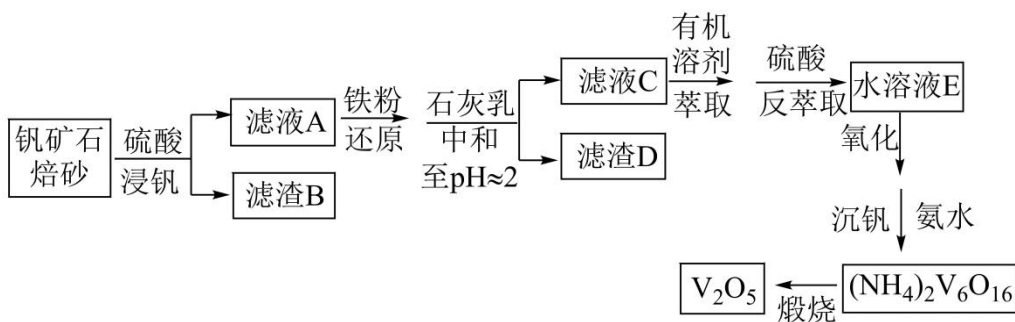 钒矿石
焙砂
硫酸
浸钒
滤液A
滤渣B
铁粉
还原
石灰乳
中和
至pH≈2
滤液C
滤渣D
有机
溶剂
萃取
硫酸
反萃取
水溶液E
氧化
沉钒
氨水
(NH₄)₂V₆O₁₆
煅烧
V₂O₅